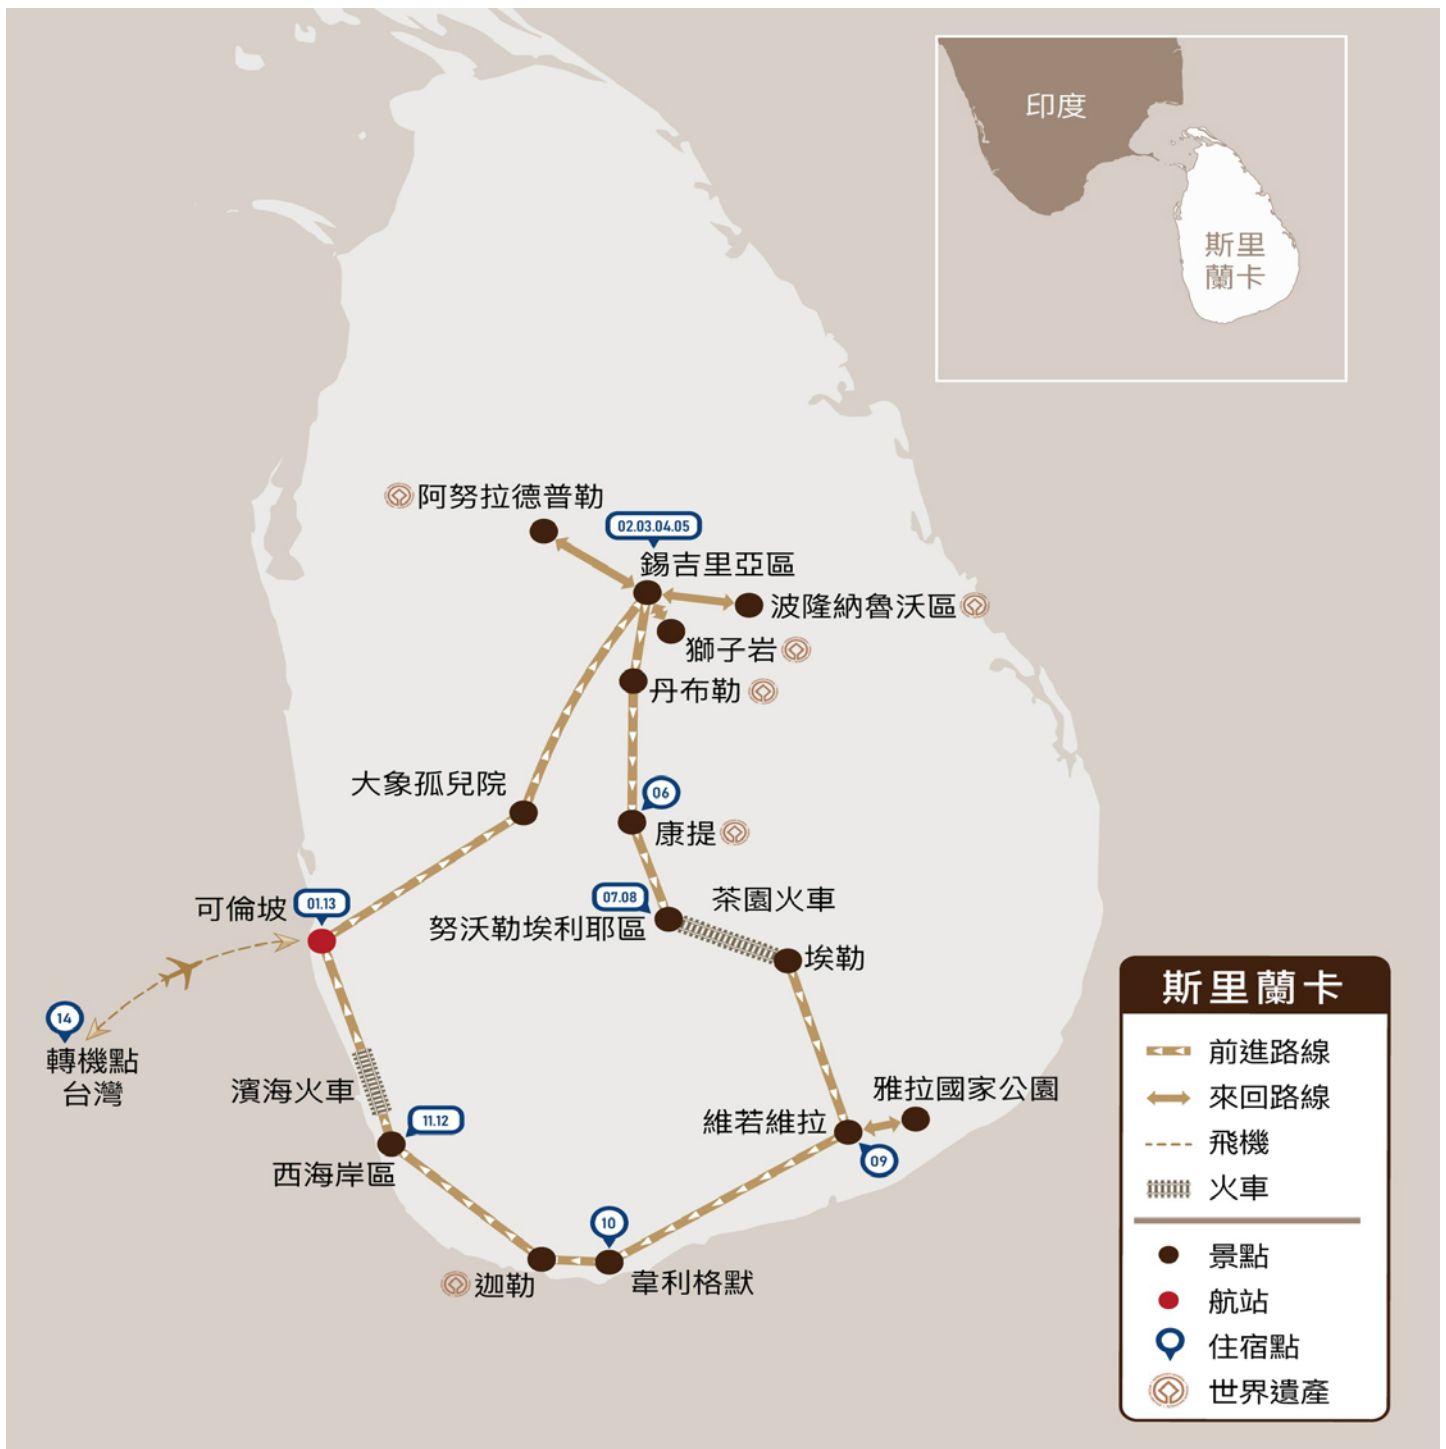 印度
斯里
蘭卡
阿努拉德普勒
02.03.04.05
錫吉里亞區
波隆納魯沃區
獅子岩
丹布勒
大象孤兒院
06
康提
可倫坡
01.13
07.08
茶園火車
努沃勒埃利耶區
埃勒
14
轉機點
台灣
濱海火車
11.12
西海岸區
雅拉國家公園
維若維拉
09
10
迦勒
韋利格默
斯里蘭卡
前進路線
來回路線
飛機
火車
景點
航站
住宿點
世界遺產